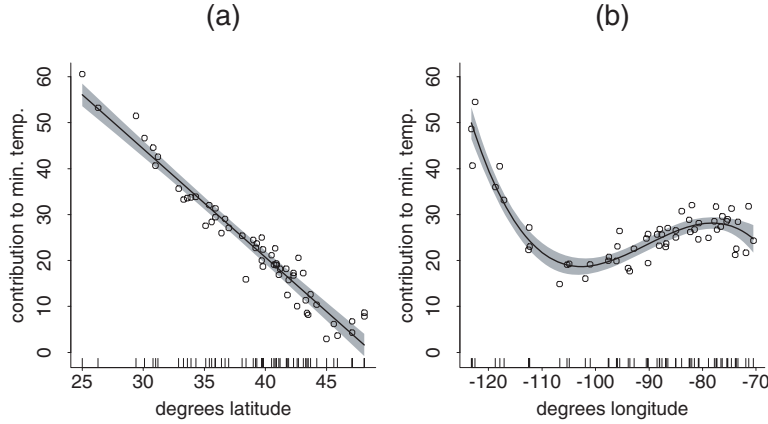 (a)
contribution to min. temp.
60
50
40
30
20
10
0
25 30 35 40 45
degrees latitude
(b)
contribution to min. temp.
60
50
40
30
20
10
0
-120 -110 -100 -90 -80 -70
degrees longitude